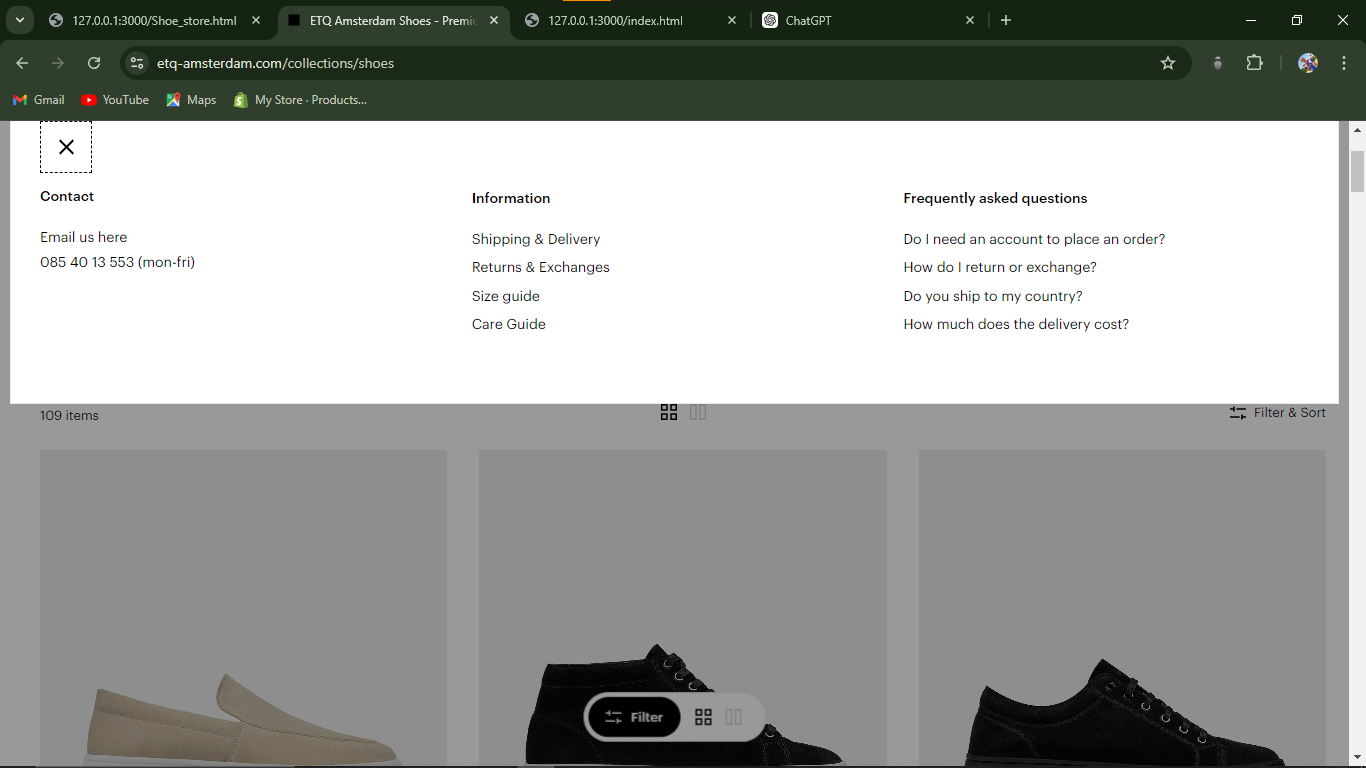 127.0.0.1:3000/Shoe_store.html
ETQ Amsterdam Shoes - Premiu
127.0.0.1:3000/index.html
ChatGPT
etq-amsterdam.com/collections/shoes
Gmail
YouTube
Maps
My Store · Products...
Contact
Email us here
085 40 13 553 (mon-fri)
Information
Shipping & Delivery
Returns & Exchanges
Size guide
Care Guide
Frequently asked questions
Do I need an account to place an order?
How do I return or exchange?
Do you ship to my country?
How much does the delivery cost?
109 items
Filter & Sort
Filter